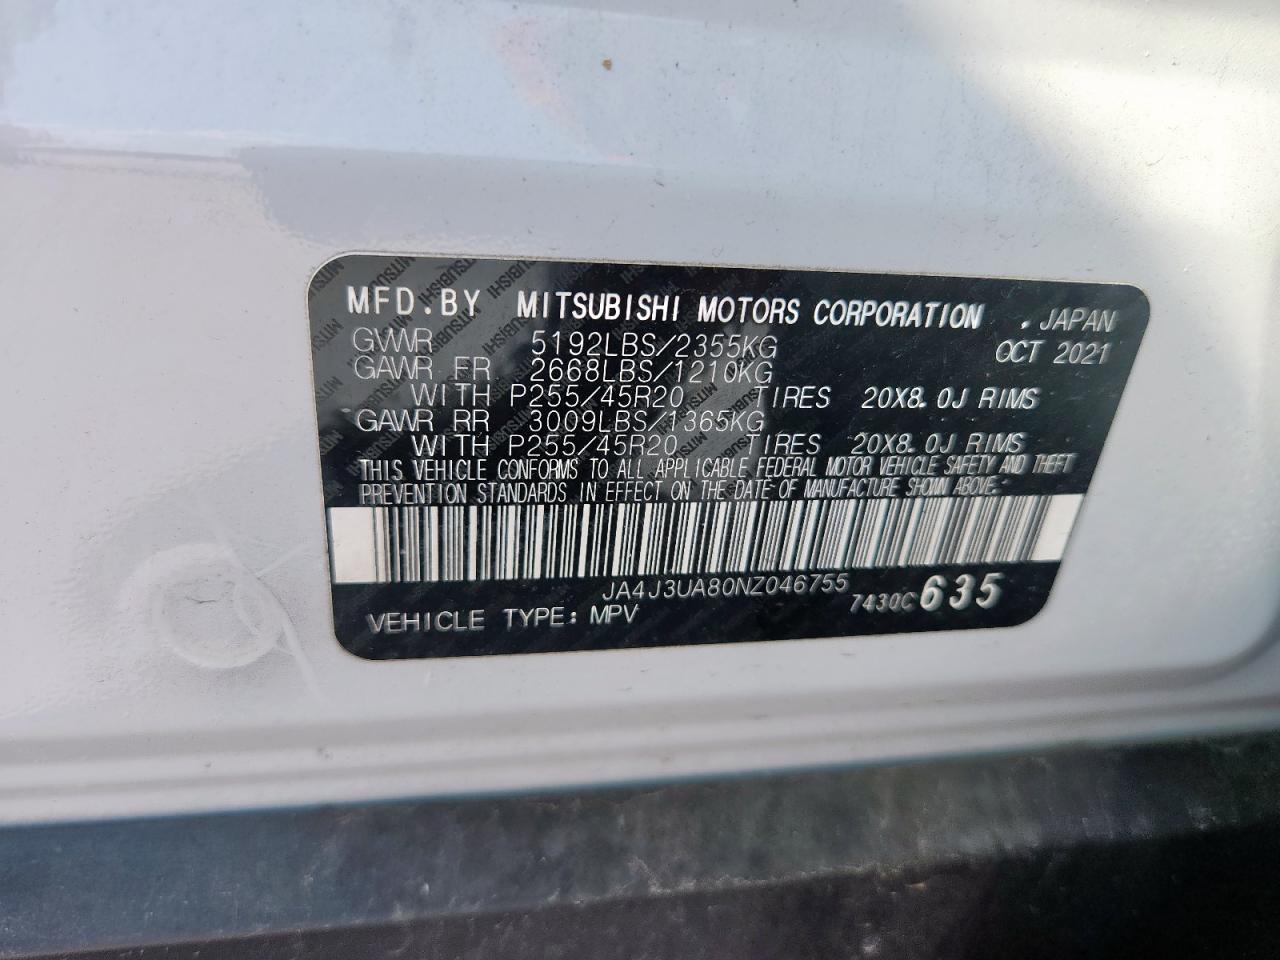 MFD.BY MITSUBISHI MOTORS CORPORATION . JAPAN
GVWR 5192LBS/2355KG OCT 2021
GAWR FR 2668LBS/1210KG
WITH P255/45R20 TIRES 20X8.0J RIMS
GAWR RR 3009LBS/1365KG
WITH P255/45R20 TIRES 20X8.0J RIMS
THIS VEHICLE CONFORMS TO ALL APPLICABLE FEDERAL MOTOR VEHICLE SAFETY AND THEFT
PREVENTION STANDARDS IN EFFECT ON THE DATE OF MANUFACTURE SHOWN ABOVE.
JA4J3UA80NZ046755
VEHICLE TYPE: MPV 7430C 635